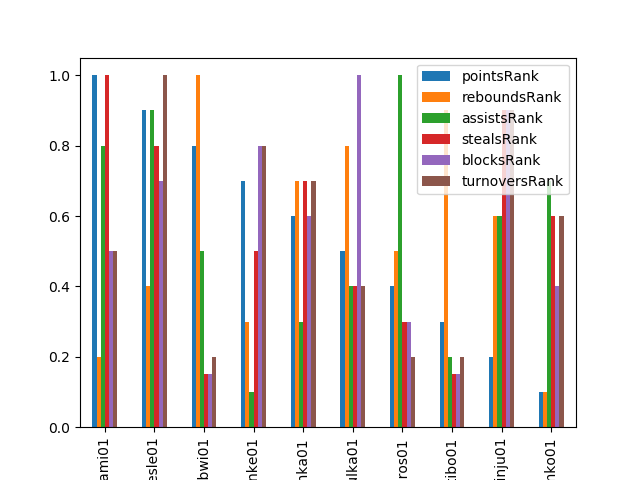 1.0
0.8
0.6
0.4
0.2
0.0
pointsRank
reboundsRank
assistsRank
stealsRank
blocksRank
turnoversRank
ami01
esle01
bwi01
nke01
nka01
ulka01
ros01
tibo01
inju01
nko01